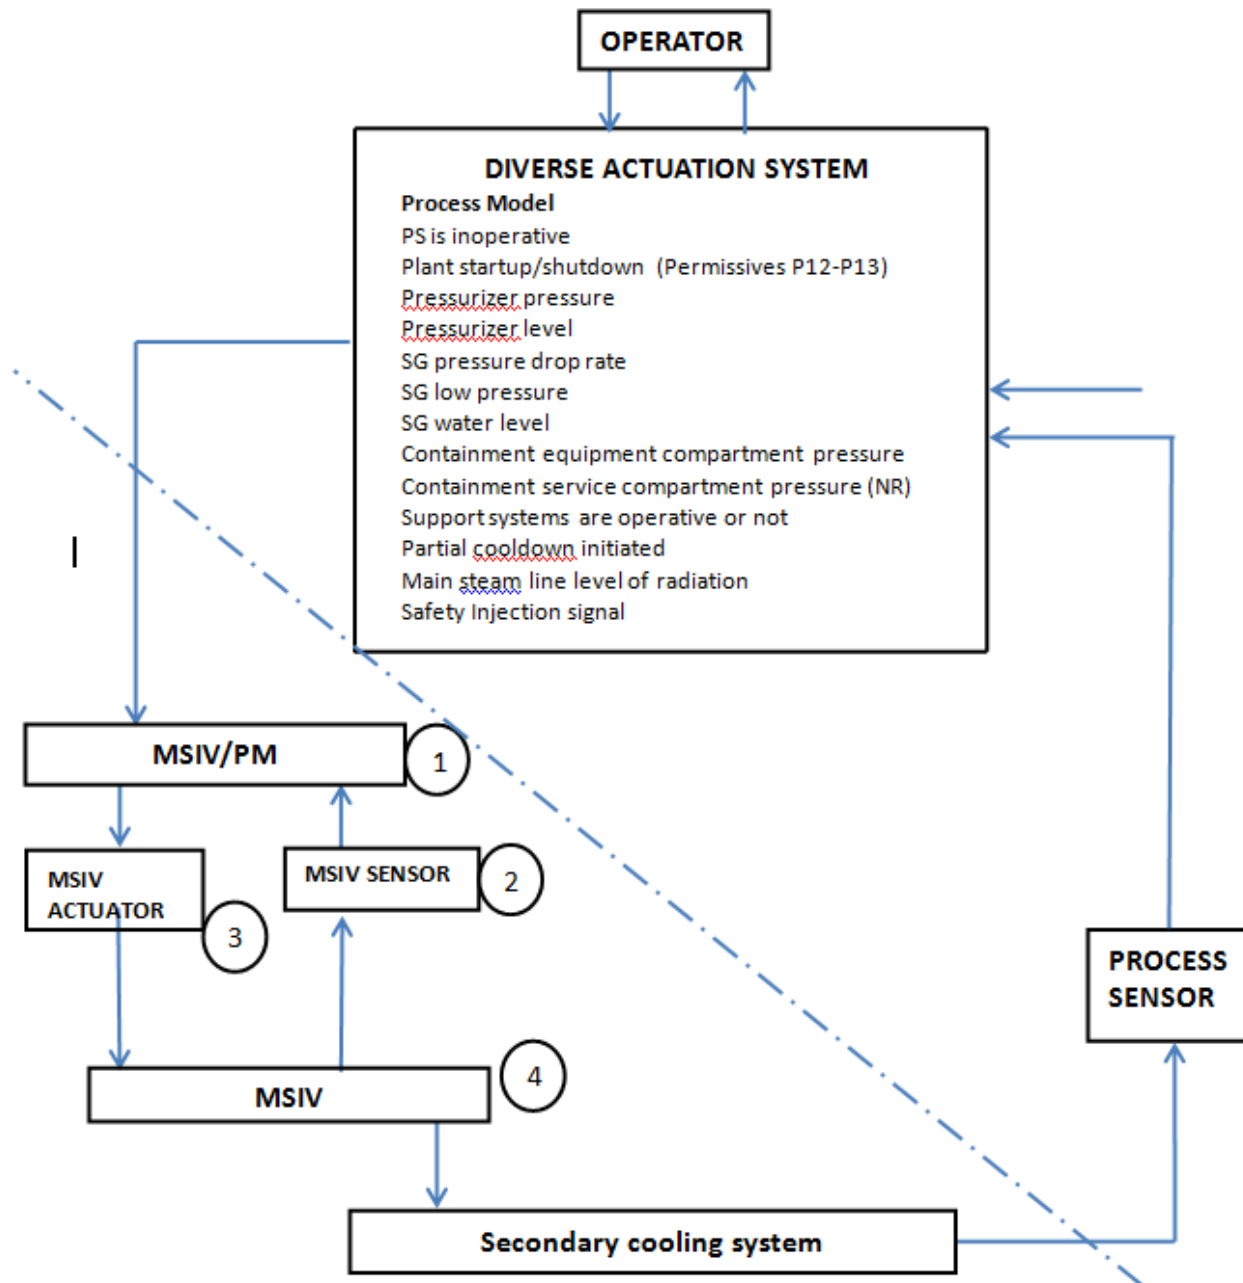 OPERATOR
DIVERSE ACTUATION SYSTEM
Process Model
PS is inoperative
Plant startup/shutdown (Permissives P12-P13)
Pressurizer pressure
Pressurizer level
SG pressure drop rate
SG low pressure
SG water level
Containment equipment compartment pressure
Containment service compartment pressure (NR)
Support systems are operative or not
Partial cooldown initiated
Main steam line level of radiation
Safety Injection signal
I
MSIV/PM
1
MSIV SENSOR
2
MSIV
ACTUATOR
3
PROCESS
SENSOR
MSIV
4
Secondary cooling system